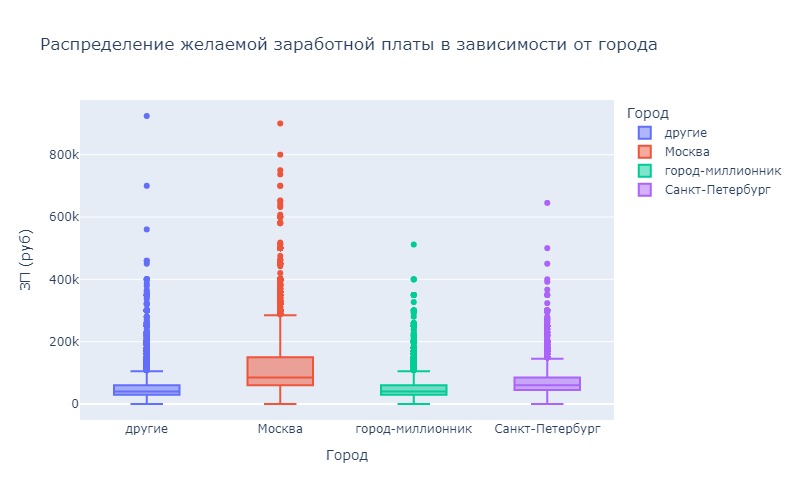 Распределение желаемой заработной платы в зависимости от города
Город
другие
Москва
город-миллионник
Санкт-Петербург
ЗП (руб)
800k
600k
400k
200k
0
другие
Москва
город-миллионник
Санкт-Петербург
Город